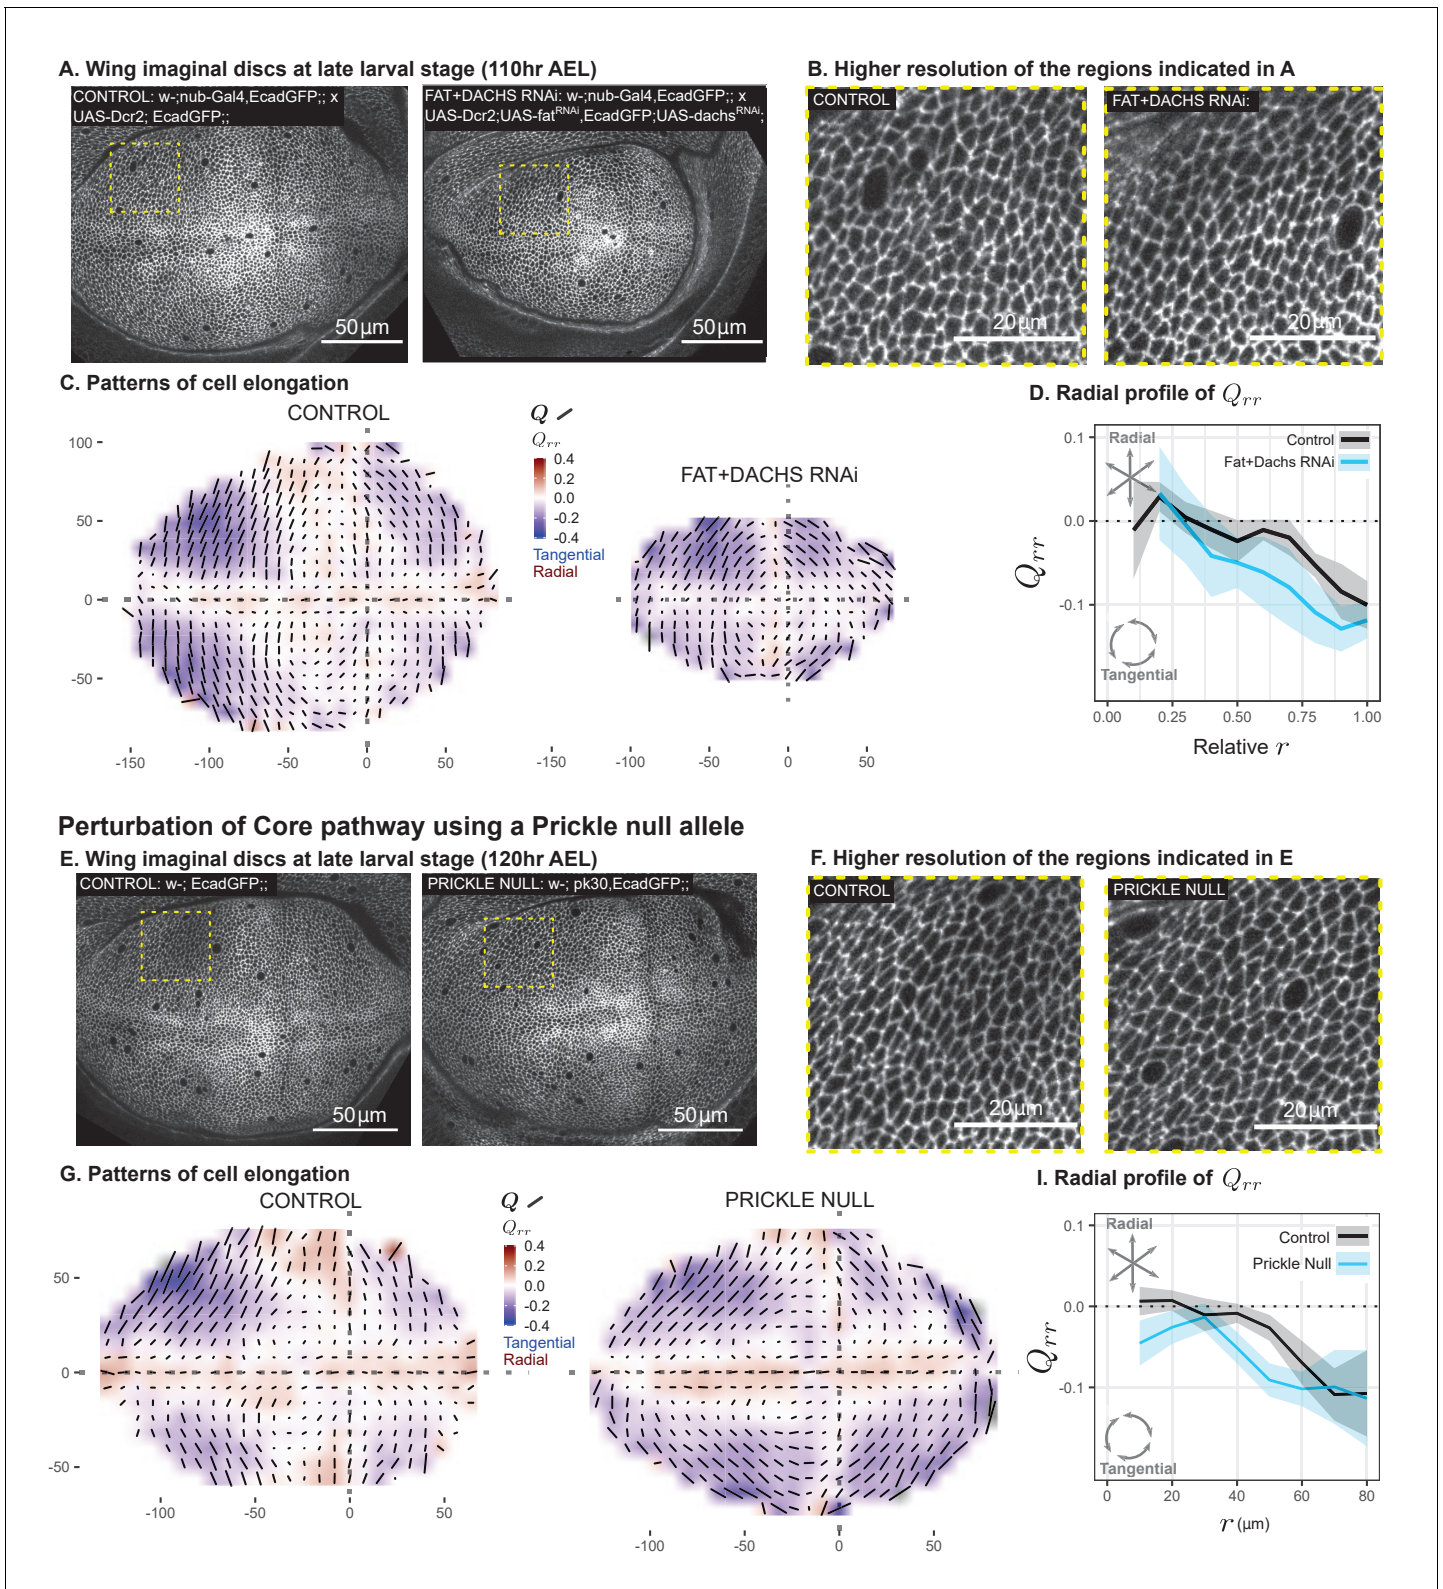 A. Wing imaginal discs at late larval stage (110hr AEL)
CONTROL: w-;nub-Gal4,EcadGFP;; x
UAS-Dcr2; EcadGFP;;
50µm
FAT+DACHS RNAi: w-;nub-Gal4,EcadGFP;; x
UAS-Dcr2;UAS-fatRNAi,EcadGFP;UAS-dachsRNAi;
50µm
B. Higher resolution of the regions indicated in A
CONTROL
20µm
FAT+DACHS RNAi:
20µm
C. Patterns of cell elongation
CONTROL
100
50
0
-50
-150
-100
-50
0
50
Q
Qrr
0.4
0.2
0.0
-0.2
-0.4
Tangential
Radial
FAT+DACHS RNAi
-150
-100
-50
0
50
D. Radial profile of Qrr
Qrr
0.1
0.0
-0.1
Radial
Control
Fat+Dachs RNAi
Tangential
0.00
0.25
0.50
0.75
1.00
Relative r
Perturbation of Core pathway using a Prickle null allele
E. Wing imaginal discs at late larval stage (120hr AEL)
CONTROL: w-; EcadGFP;;
50µm
PRICKLE NULL: w-; pk30,EcadGFP;;
50µm
F. Higher resolution of the regions indicated in E
CONTROL
20µm
PRICKLE NULL
20µm
G. Patterns of cell elongation
CONTROL
50
0
-50
-100
-50
0
50
Q
Qrr
0.4
0.2
0.0
-0.2
-0.4
Tangential
Radial
PRICKLE NULL
-100
-50
0
50
I. Radial profile of Qrr
Qrr
0.1
0.0
-0.1
Radial
Control
Prickle Null
Tangential
0
20
40
60
80
r (µm)